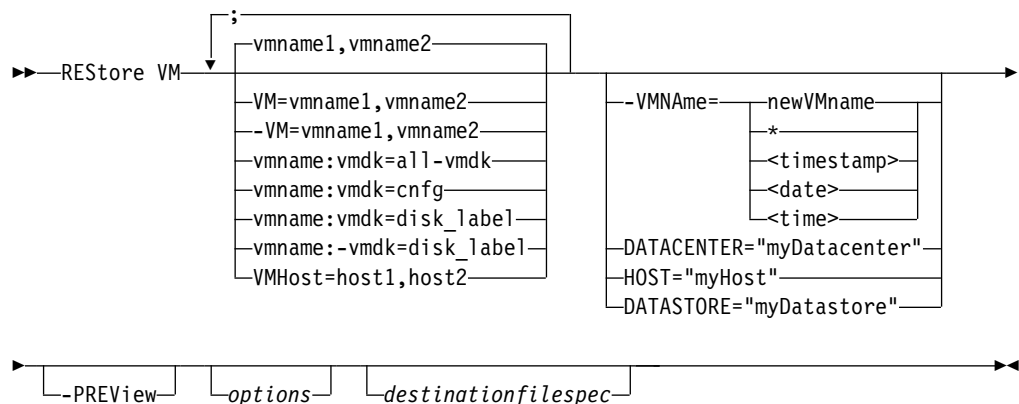 ;
vmname1,vmname2
REStore VM
VM=vmname1,vmname2
-VMNAme= newVMname
-VM=vmname1,vmname2
*
vmname:vmdk=all-vmdk
<timestamp>
vmname:vmdk=cnfg
<date>
vmname:vmdk=disk_label
<time>
vmname:-vmdk=disk_label
DATACENTER="myDatacenter"
VMHost=host1,host2
HOST="myHost"
DATASTORE="myDatastore"
-PREView options destinationfilespec